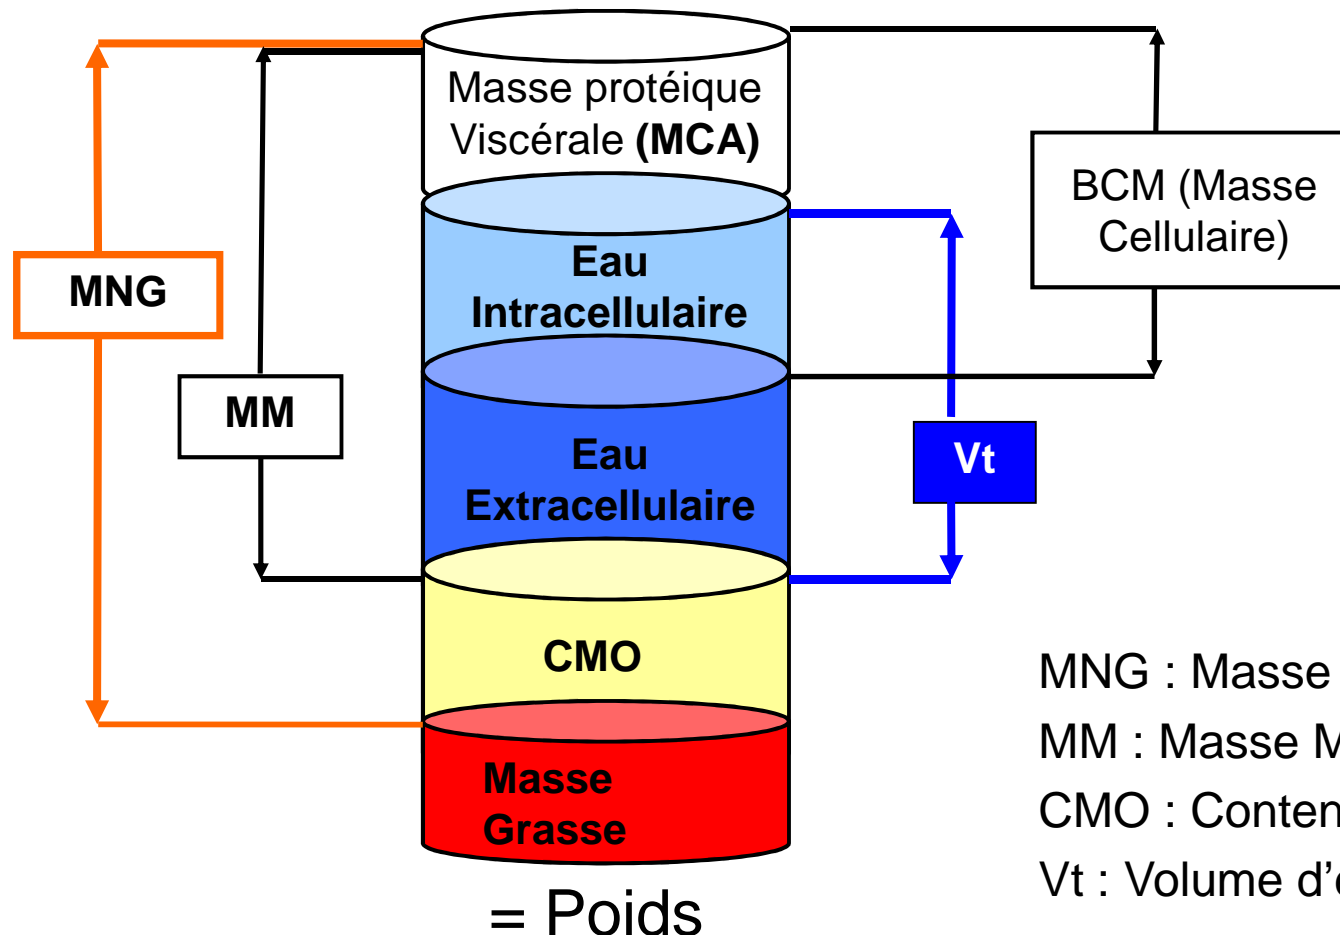 Masse protéique
Viscérale (MCA)
BCM (Masse
Cellulaire)
Eau
Intracellulaire
MNG
MM
Eau
Extracellulaire
Vt
CMO
MNG : Masse
MM : Masse M
CMO : Conten
Vt : Volume d’
Masse
Grasse
= Poids